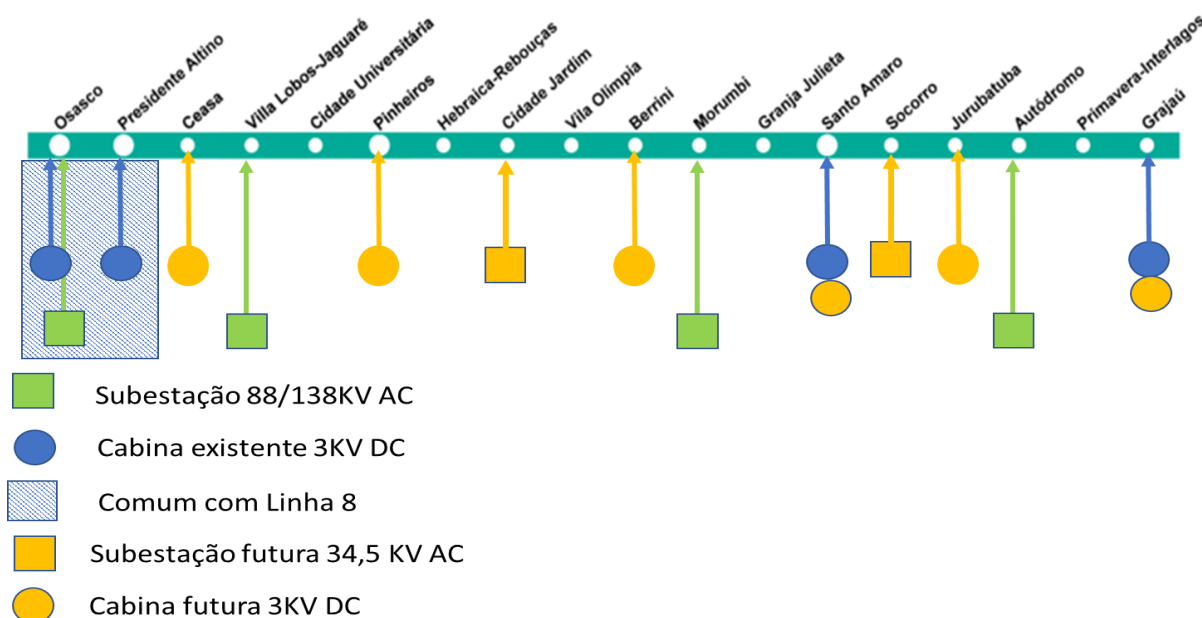 Osasco
Presidente Altino
Ceasa
Villa Lobos-Jaguaré
Cidade Universitária
Pinheiros
Hebraica-Rebouças
Cidade Jardim
Vila Olímpia
Berrini
Morumbi
Granja Julieta
Santo Amaro
Socorro
Jurubatuba
Autódromo
Primavera-Interlagos
Grajaú
Subestação 88/138KV AC
Cabina existente 3KV DC
Comum com Linha 8
Subestação futura 34,5 KV AC
Cabina futura 3KV DC